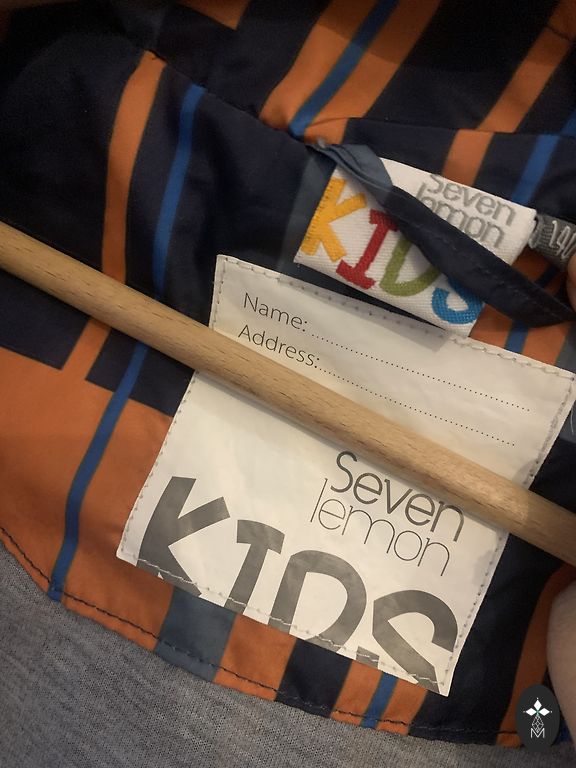 Seven
lemon
KIDS
Name:
Address:
Seven
lemon
KIDS
M